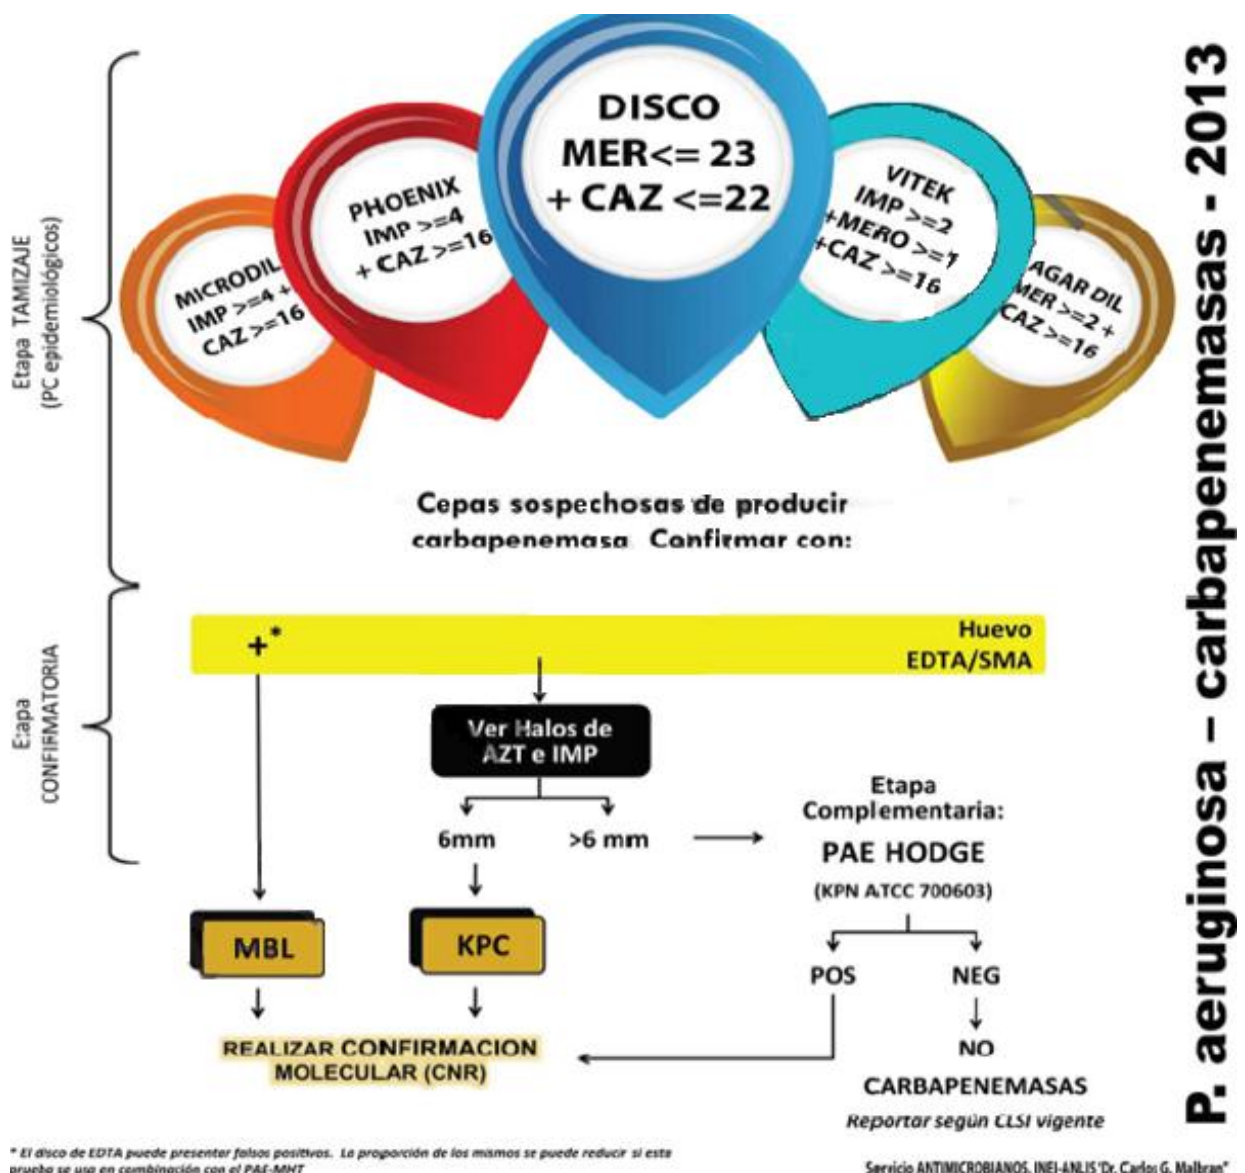 DISCO
MER<= 23
+ CAZ <=22
PHOENIX
IMP >=4
+ CAZ >=16
VITEK
IMP >=2
+MERO >=1
+CAZ >=16
MICRODIL
IMP >=4 +
CAZ >=16
AGAR DIL
MER >=2 +
CAZ >=16
Etapa TAMIZAJE
(PC epidemiológicos)
Cepas sospechosas de producir
carbapenemasa. Confirmar con:
Etapa
CONFIRMATORIA
+*
Huevo
EDTA/SMA
Ver Halos de
AZT e IMP
6mm
>6 mm
Etapa
Complementaria:
PAE HODGE
(KPN ATCC 700603)
MBL
KPC
POS
NEG
REALIZAR CONFIRMACION
MOLECULAR (CNR)
NO
CARBAPENEMASAS
Reportar según CLSI vigente
* El disco de EDTA puede presentar falsos positivos. La proporción de los mismos se puede reducir si esta
prueba se usa en combinación con el PAE-MHT
Servicio ANTIMICROBIANOS. INEI-ANLIS "Dr. Carlos G. Malbran"
P. aeruginosa – carbapenemasas - 2013